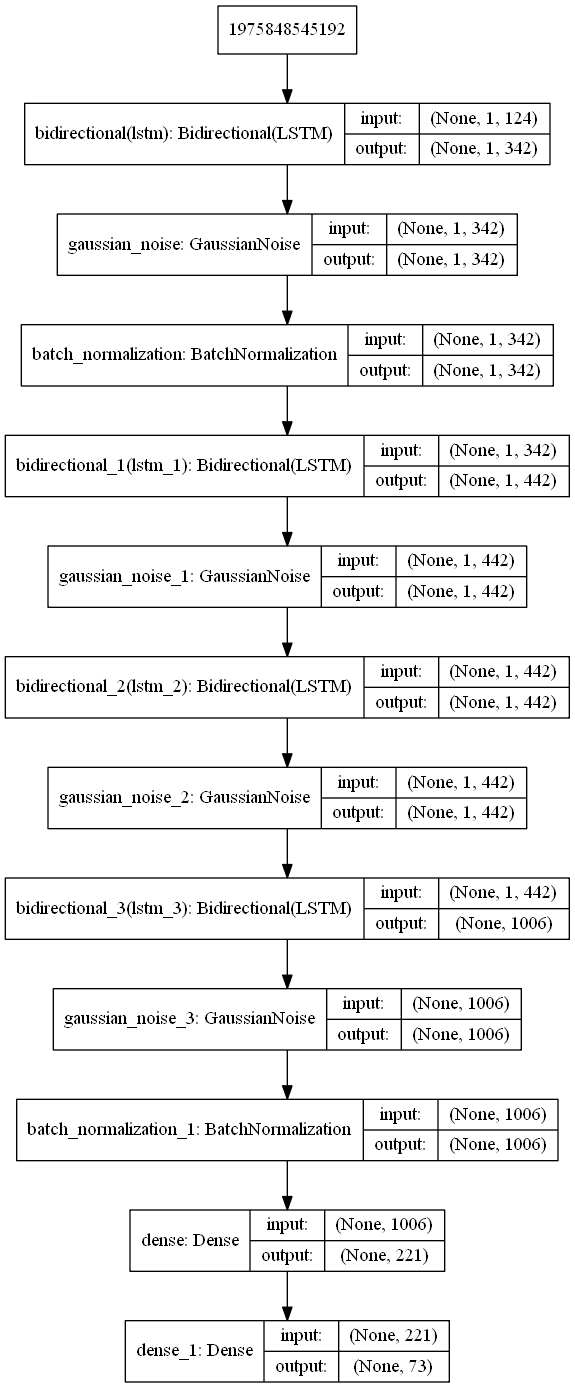 1975848545192
bidirectional(lstm): Bidirectional(LSTM)
input: (None, 1, 124)
output: (None, 1, 342)
gaussian_noise: GaussianNoise
input: (None, 1, 342)
output: (None, 1, 342)
batch_normalization: BatchNormalization
input: (None, 1, 342)
output: (None, 1, 342)
bidirectional_1(lstm_1): Bidirectional(LSTM)
input: (None, 1, 342)
output: (None, 1, 442)
gaussian_noise_1: GaussianNoise
input: (None, 1, 442)
output: (None, 1, 442)
bidirectional_2(lstm_2): Bidirectional(LSTM)
input: (None, 1, 442)
output: (None, 1, 442)
gaussian_noise_2: GaussianNoise
input: (None, 1, 442)
output: (None, 1, 442)
bidirectional_3(lstm_3): Bidirectional(LSTM)
input: (None, 1, 442)
output: (None, 1006)
gaussian_noise_3: GaussianNoise
input: (None, 1006)
output: (None, 1006)
batch_normalization_1: BatchNormalization
input: (None, 1006)
output: (None, 1006)
dense: Dense
input: (None, 1006)
output: (None, 221)
dense_1: Dense
input: (None, 221)
output: (None, 73)